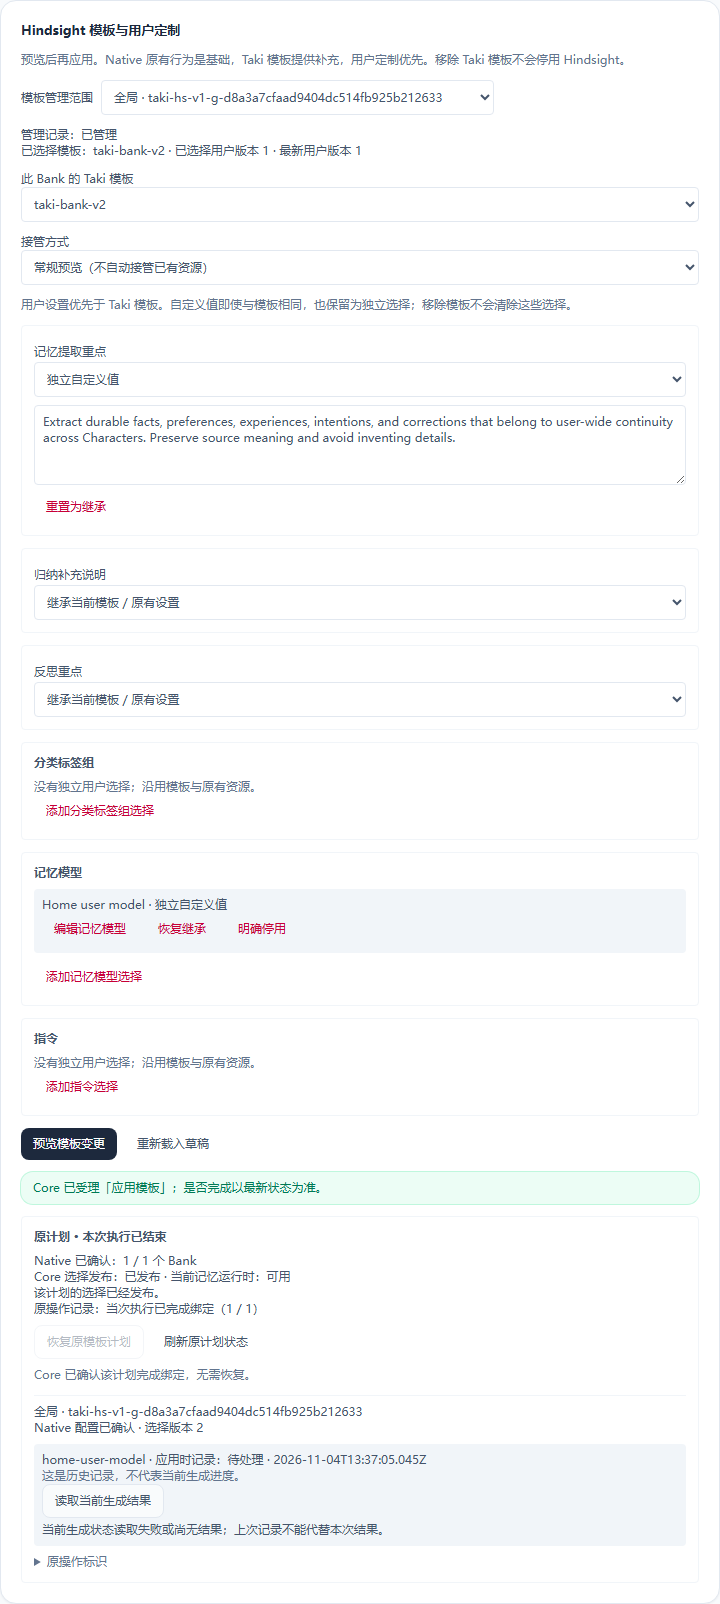 Hindsight 模板与用户定制
预览后再应用。Native 原有行为是基础，Taki 模板提供补充，用户定制优先。移除 Taki 模板不会停用 Hindsight。
模板管理范围
全局 · taki-hs-v1-g-d8a3a7cfaad9404dc514fb925b212633
管理记录：已管理
已选择模板：taki-bank-v2 · 已选择用户版本 1 · 最新用户版本 1
此 Bank 的 Taki 模板
taki-bank-v2
接管方式
常规预览（不自动接管已有资源）
用户设置优先于 Taki 模板。自定义值即使与模板相同，也保留为独立选择；移除模板不会清除这些选择。
记忆提取重点
独立自定义值
Extract durable facts, preferences, experiences, intentions, and corrections that belong to user-wide continuity
across Characters. Preserve source meaning and avoid inventing details.
重置为继承
归纳补充说明
继承当前模板 / 原有设置
反思重点
继承当前模板 / 原有设置
分类标签组
没有独立用户选择；沿用模板与原有资源。
添加分类标签组选择
记忆模型
Home user model · 独立自定义值
编辑记忆模型 恢复继承 明确停用
添加记忆模型选择
指令
没有独立用户选择；沿用模板与原有资源。
添加指令选择
预览模板变更 重新载入草稿
Core 已受理「应用模板」；是否完成以最新状态为准。
原计划 · 本次执行已结束
Native 已确认：1 / 1 个 Bank
Core 选择发布：已发布 · 当前记忆运行时：可用
该计划的选择已经发布。
原操作记录：当次执行已完成绑定（1 / 1）
恢复原模板计划 刷新原计划状态
Core 已确认该计划完成绑定，无需恢复。
全局 · taki-hs-v1-g-d8a3a7cfaad9404dc514fb925b212633
Native 配置已确认 · 选择版本 2
home-user-model · 应用时记录：待处理 · 2026-11-04T13:37:05.045Z
这是历史记录，不代表当前生成进度。
读取当前生成结果
当前生成状态读取失败或尚无结果；上次记录不能代替本次结果。
原操作标识